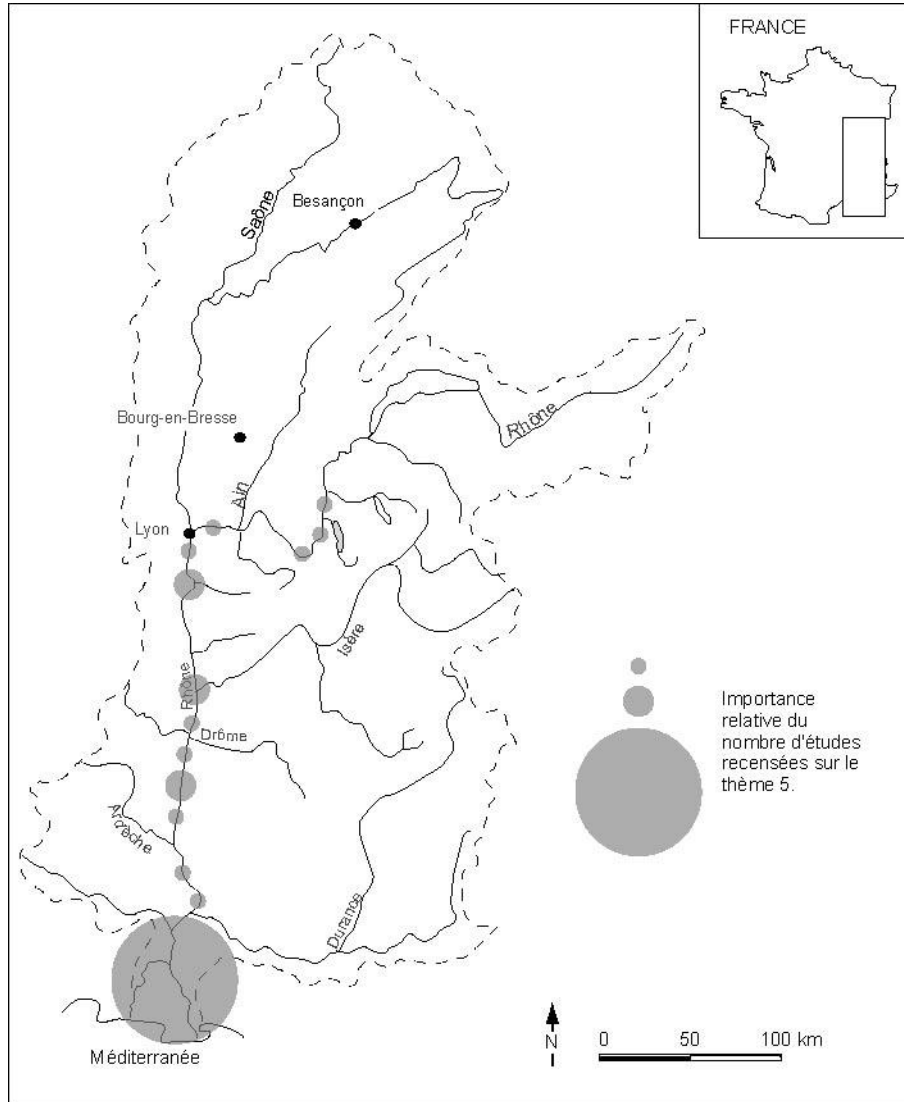 FRANCE
Saône
Besançon
Bourg-en-Bresse
Rhône
Ain
Lyon
Isère
Rhône
Drôme
Ardèche
Durance
Importance
relative du
nombre d'études
recensées sur le
thème 5.
Méditerranée
N
0 50 100 km